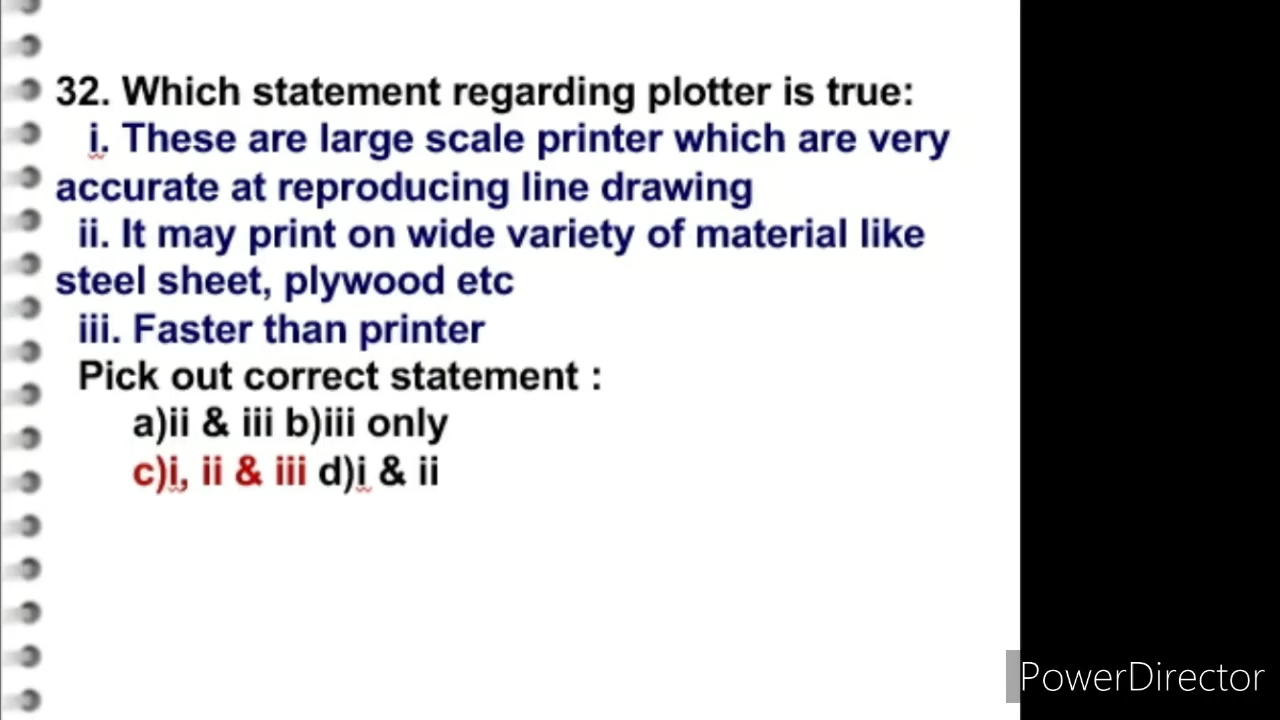 32. Which statement regarding plotter is true:
i. These are large scale printer which are very
accurate at reproducing line drawing
ii. It may print on wide variety of material like
steel sheet, plywood etc
iii. Faster than printer
Pick out correct statement :
a)ii & iii b)iii only
c)i, ii & iii d)i & ii
PowerDirector